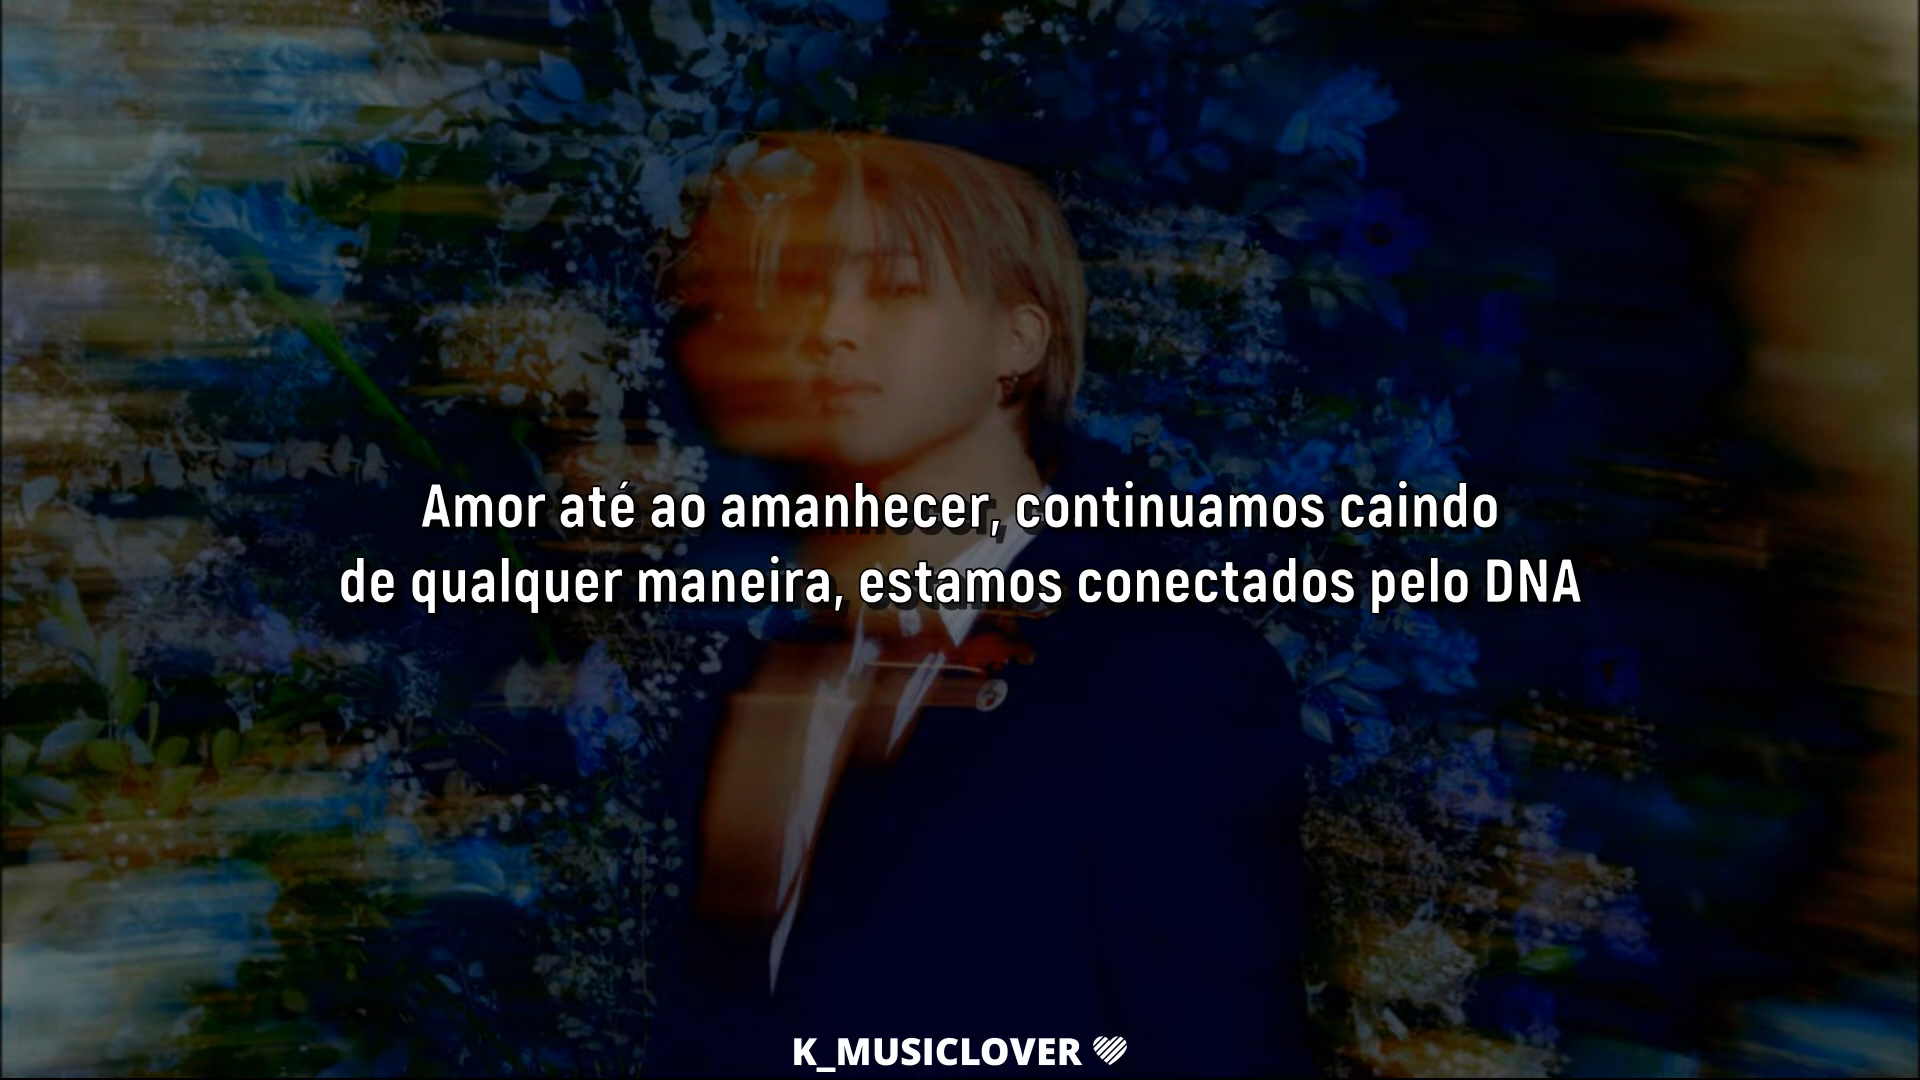 Amor até ao amanhecer, continuamos caindo
de qualquer maneira, estamos conectados pelo DNA
K_MUSICLOVER